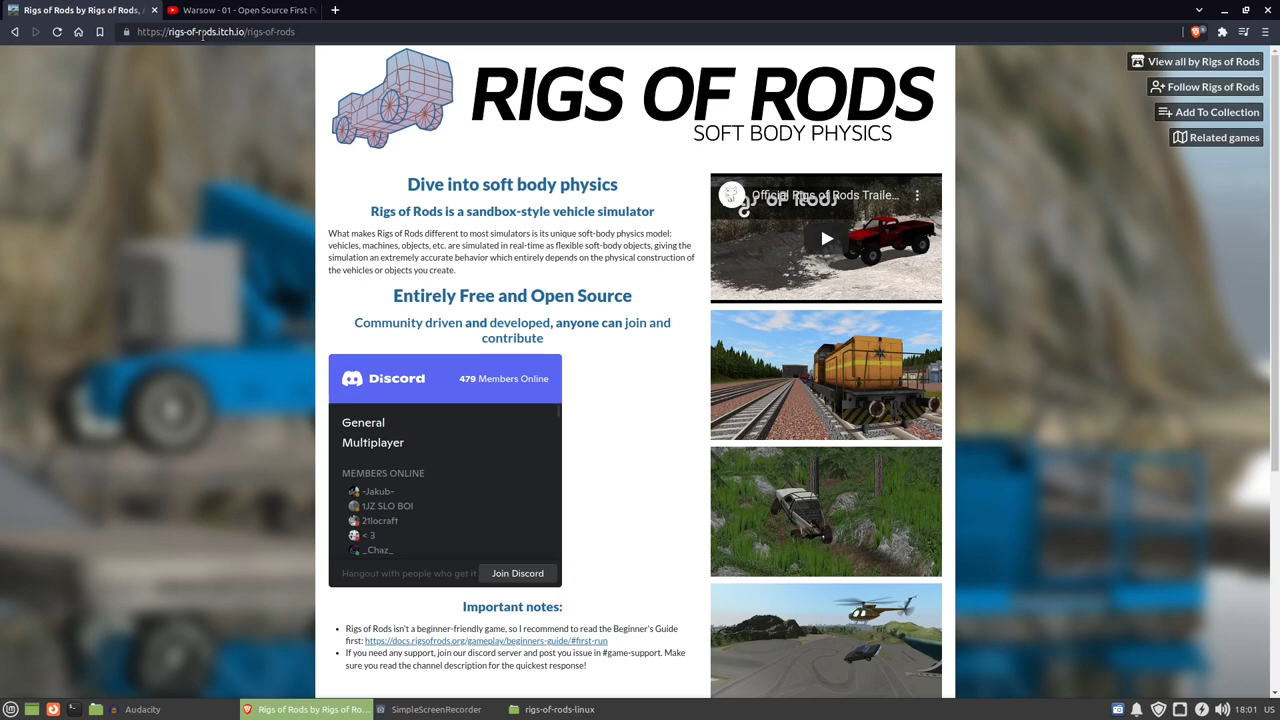 Rigs of Rods by Rigs of Rods, A
Warsow - 01 - Open Source First Pe
https://rigs-of-rods.itch.io/rigs-of-rods
View all by Rigs of Rods
Follow Rigs of Rods
Add To Collection
Related games
RIGS OF RODS
SOFT BODY PHYSICS
Dive into soft body physics
Rigs of Rods is a sandbox-style vehicle simulator
What makes Rigs of Rods different to most simulators is its unique soft-body physics model:
vehicles, machines, objects, etc. are simulated in real-time as flexible soft-body objects, giving the
simulation an extremely accurate behavior which entirely depends on the physical construction of
the vehicles or objects you create.
Official Rigs of Rods Traile...
Entirely Free and Open Source
Community driven and developed, anyone can join and
contribute
Discord
479 Members Online
General
Multiplayer
MEMBERS ONLINE
-Jakub-
1JZ SLO BOI
21locraft
< 3
_Chaz_
Hangout with people who get it
Join Discord
Important notes:
• Rigs of Rods isn't a beginner-friendly game, so I recommend to read the Beginner's Guide
first: https://docs.rigsofrods.org/gameplay/beginners-guide/#first-run
• If you need any support, join our discord server and post you issue in #game-support. Make
sure you read the channel description for the quickest response!
Audacity
Rigs of Rods by Rigs of Ro...
SimpleScreenRecorder
rigs-of-rods-linux
18:01
US